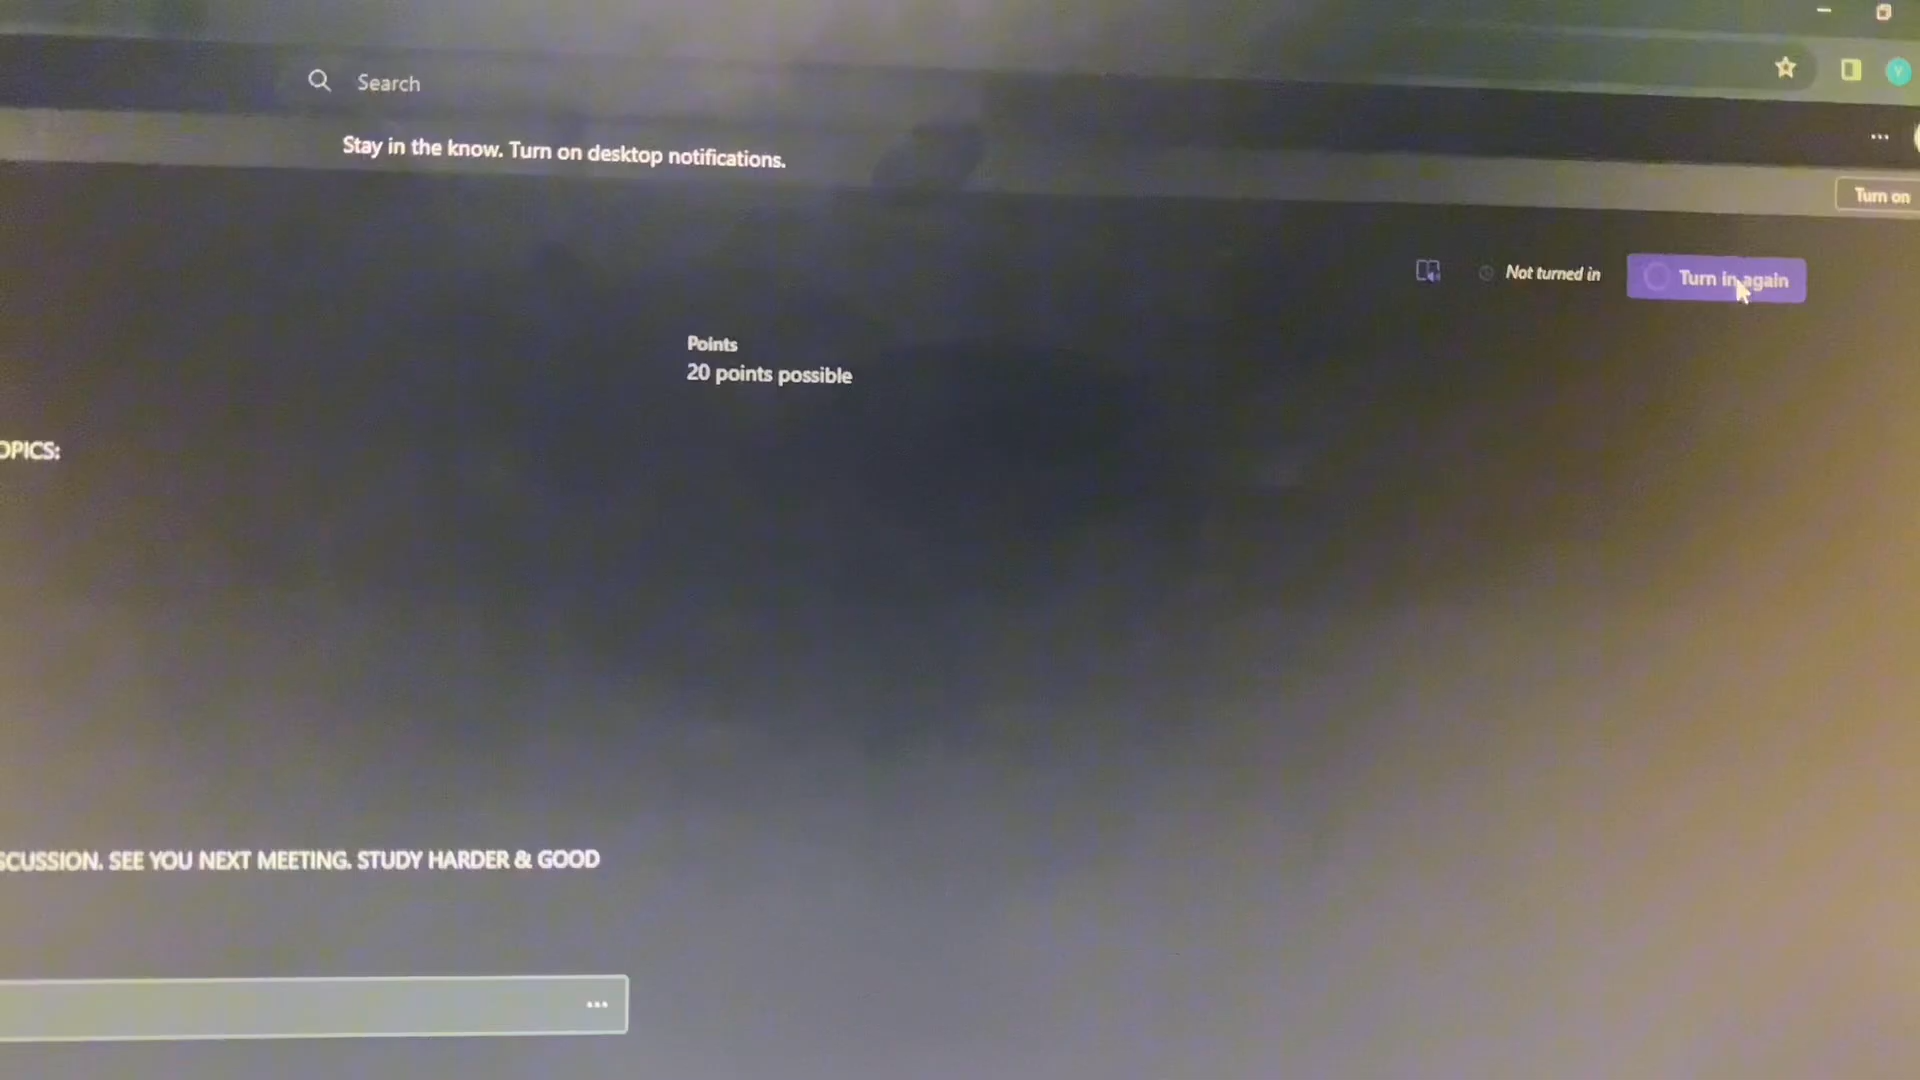 Search
Stay in the know. Turn on desktop notifications.
Turn on
Not turned in
Turn in again
Points
20 points possible
OPICS:
SCUSSION. SEE YOU NEXT MEETING. STUDY HARDER & GOOD
Y